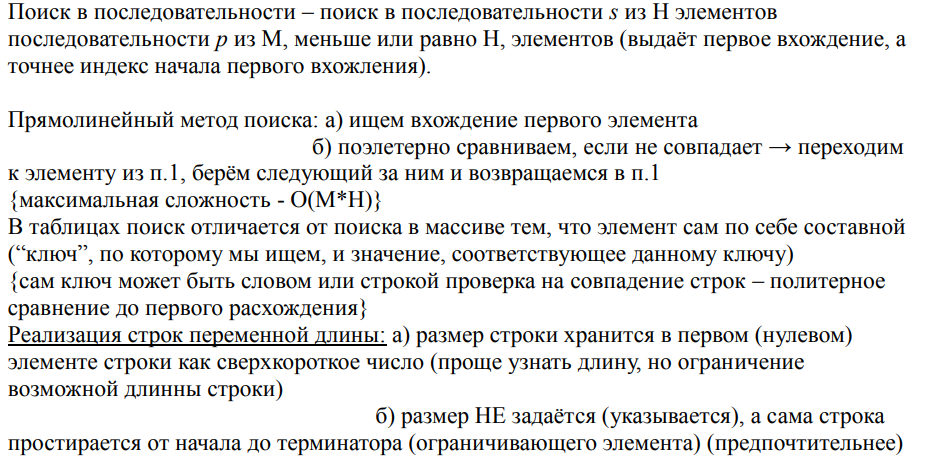 Поиск в последовательности – поиск в последовательности s из Н элементов
последовательности p из М, меньше или равно Н, элементов (выдаёт первое вхождение, а
точнее индекс начала первого вхожления).
Прямолинейный метод поиска: а) ищем вхождение первого элемента
б) поэлетерно сравниваем, если не совпадает → переходим
к элементу из п.1, берём следующий за ним и возвращаемся в п.1
{максимальная сложность - О(М*Н)}
В таблицах поиск отличается от поиска в массиве тем, что элемент сам по себе составной
(“ключ”, по которому мы ищем, и значение, соответствующее данному ключу)
{сам ключ может быть словом или строкой проверка на совпадение строк – политерное
сравнение до первого расхождения}
Реализация строк переменной длины: а) размер строки хранится в первом (нулевом)
элементе строки как сверхкороткое число (проще узнать длину, но ограничение
возможной длинны строки)
б) размер НЕ задаётся (указывается), а сама строка
простирается от начала до терминатора (ограничивающего элемента) (предпочтительнее)